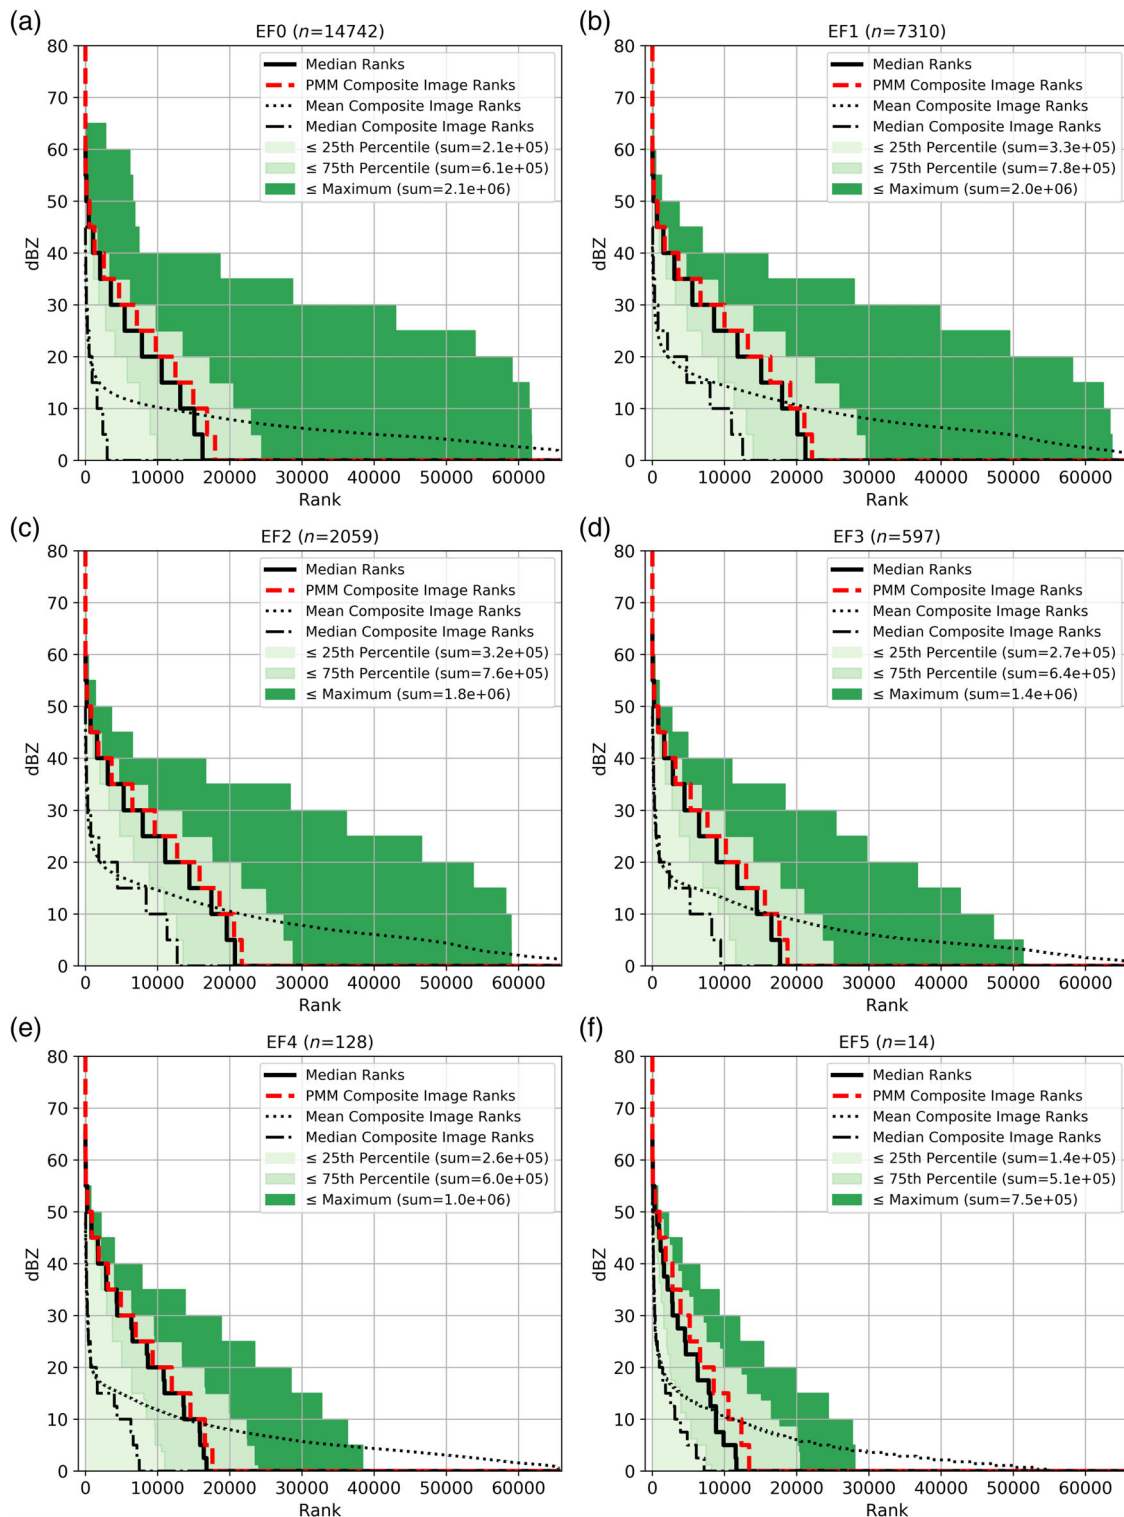 (a)
EF0 (n=14742)
80
70
60
50
40
30
20
10
0
dBZ
Median Ranks
PMM Composite Image Ranks
Mean Composite Image Ranks
Median Composite Image Ranks
≤ 25th Percentile (sum=2.1e+05)
≤ 75th Percentile (sum=6.1e+05)
≤ Maximum (sum=2.1e+06)
0 10000 20000 30000 40000 50000 60000
Rank
(b)
EF1 (n=7310)
80
70
60
50
40
30
20
10
0
dBZ
Median Ranks
PMM Composite Image Ranks
Mean Composite Image Ranks
Median Composite Image Ranks
≤ 25th Percentile (sum=3.3e+05)
≤ 75th Percentile (sum=7.8e+05)
≤ Maximum (sum=2.0e+06)
0 10000 20000 30000 40000 50000 60000
Rank
(c)
EF2 (n=2059)
80
70
60
50
40
30
20
10
0
dBZ
Median Ranks
PMM Composite Image Ranks
Mean Composite Image Ranks
Median Composite Image Ranks
≤ 25th Percentile (sum=3.2e+05)
≤ 75th Percentile (sum=7.6e+05)
≤ Maximum (sum=1.8e+06)
0 10000 20000 30000 40000 50000 60000
Rank
(d)
EF3 (n=597)
80
70
60
50
40
30
20
10
0
dBZ
Median Ranks
PMM Composite Image Ranks
Mean Composite Image Ranks
Median Composite Image Ranks
≤ 25th Percentile (sum=2.7e+05)
≤ 75th Percentile (sum=6.4e+05)
≤ Maximum (sum=1.4e+06)
0 10000 20000 30000 40000 50000 60000
Rank
(e)
EF4 (n=128)
80
70
60
50
40
30
20
10
0
dBZ
Median Ranks
PMM Composite Image Ranks
Mean Composite Image Ranks
Median Composite Image Ranks
≤ 25th Percentile (sum=2.6e+05)
≤ 75th Percentile (sum=6.0e+05)
≤ Maximum (sum=1.0e+06)
0 10000 20000 30000 40000 50000 60000
Rank
(f)
EF5 (n=14)
80
70
60
50
40
30
20
10
0
dBZ
Median Ranks
PMM Composite Image Ranks
Mean Composite Image Ranks
Median Composite Image Ranks
≤ 25th Percentile (sum=1.4e+05)
≤ 75th Percentile (sum=5.1e+05)
≤ Maximum (sum=7.5e+05)
0 10000 20000 30000 40000 50000 60000
Rank